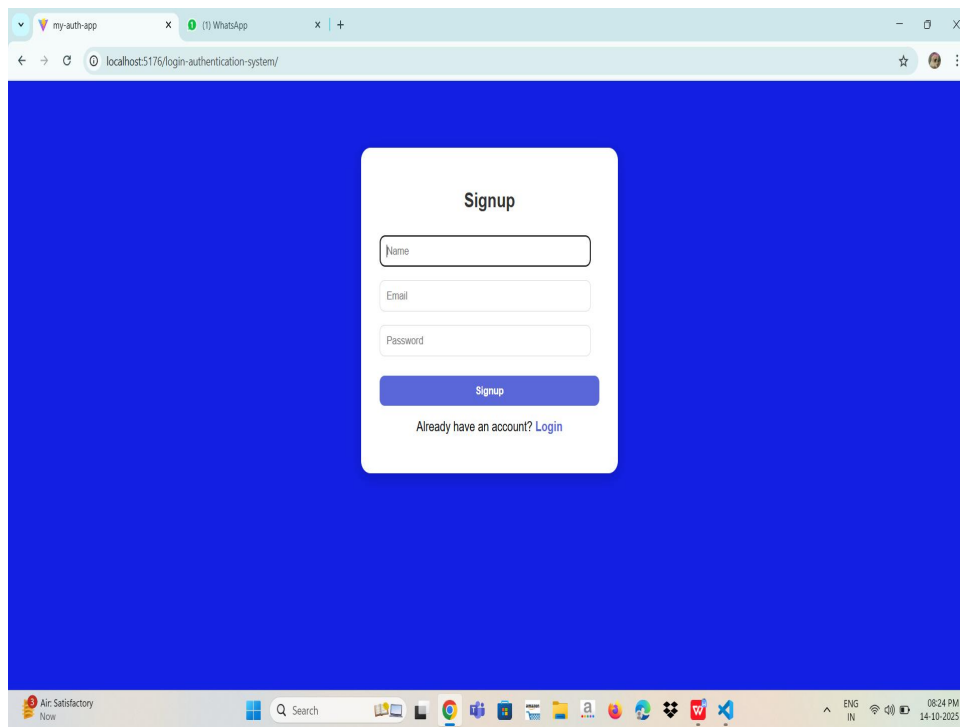 my-auth-app
(1) WhatsApp
localhost:5176/login-authentication-system/
Signup
Name
Email
Password
Signup
Already have an account? Login
3
Air: Satisfactory
Now
Search
ENG
IN
08:24 PM
14-10-2025